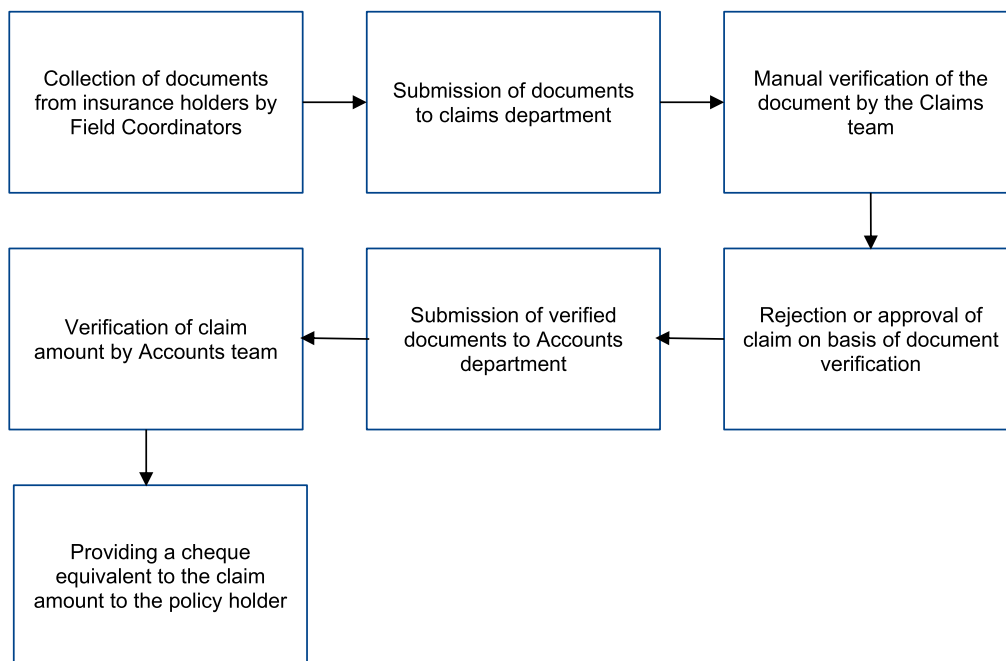 Collection of documents
from insurance holders by
Field Coordinators
Submission of documents
to claims department
Manual verification of the
document by the Claims
team
Rejection or approval of
claim on basis of document
verification
Submission of verified
documents to Accounts
department
Verification of claim
amount by Accounts team
Providing a cheque
equivalent to the claim
amount to the policy holder